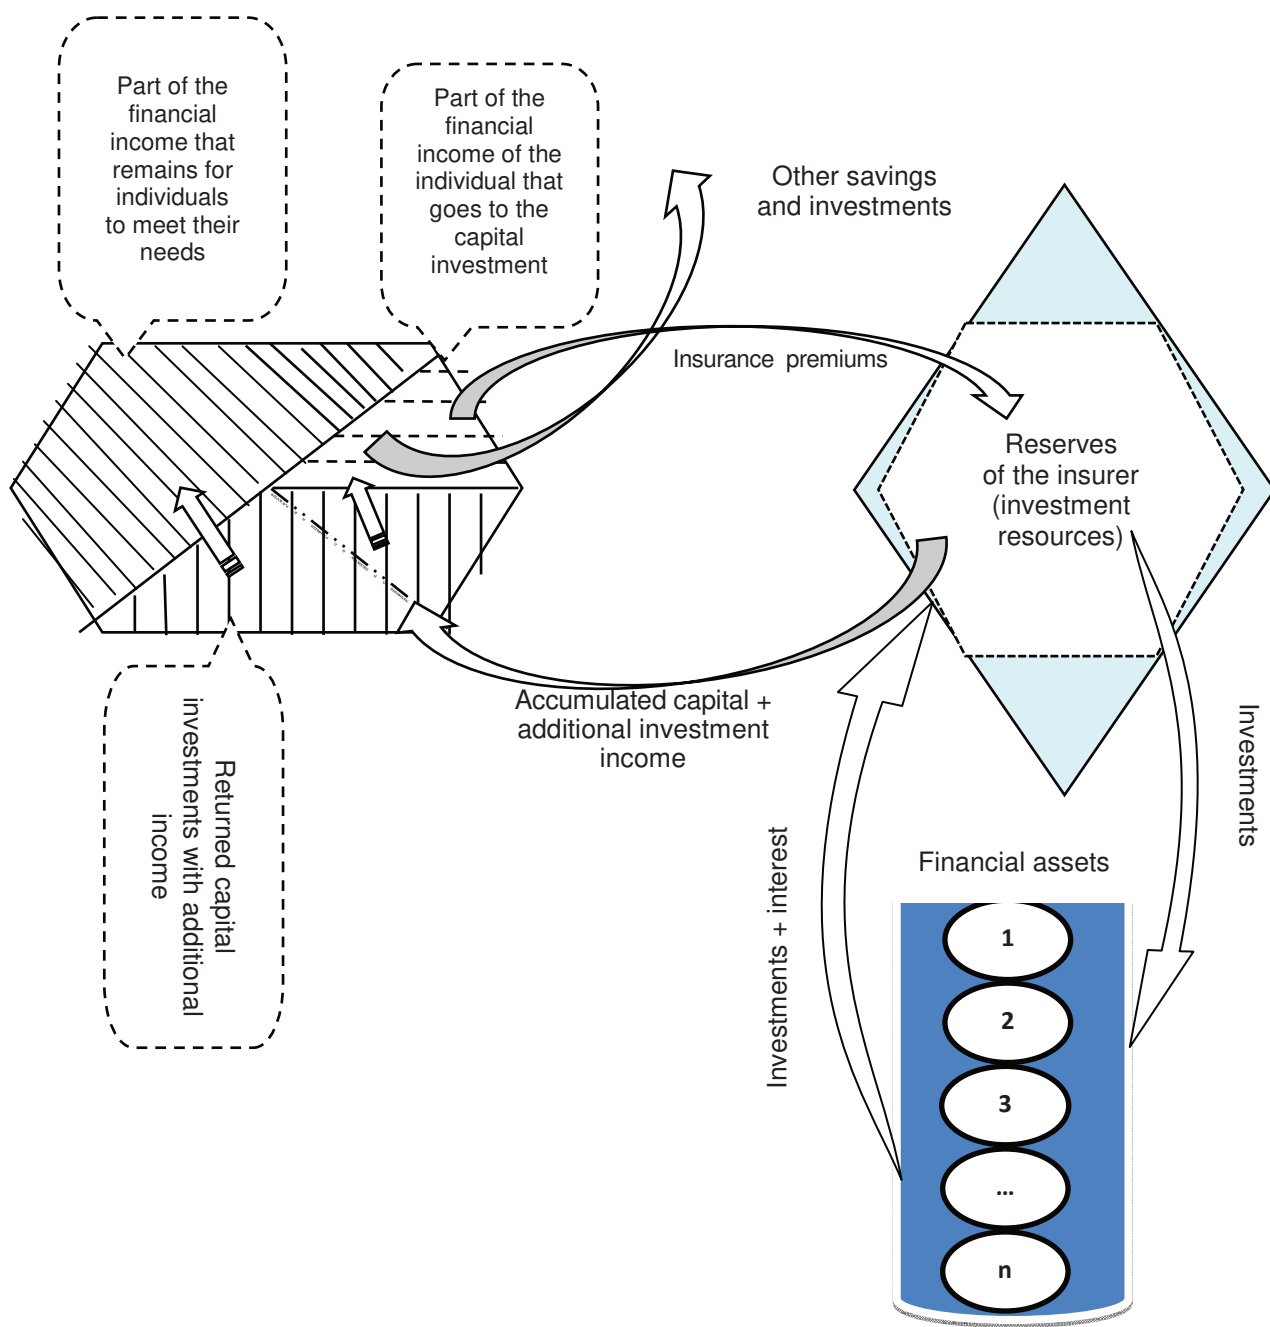 Part of the
financial
income that
remains for
individuals
to meet their
needs
Part of the
financial
income of the
individual that
goes to the
capital
investment
Other savings
and investments
Insurance premiums
Reserves
of the insurer
(investment
resources)
Accumulated capital +
additional investment
income
Returned capital
investments with additional
income
Investments
Investments + interest
Financial assets
1
2
3
...
n